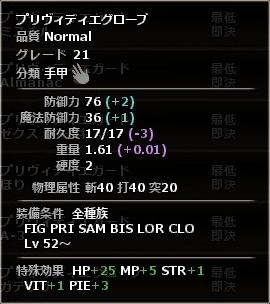 プリヴィディエグローブ
品質 Normal
グレード 21
分類 手甲
防御力 76 (+2)
魔法防御力 36 (+1)
耐久度 17/17 (-3)
重量 1.61 (+0.01)
硬度 2
物理属性 斬40 打40 突20
装備条件 全種族
FIG PRI SAM BIS LOR CLO
Lv 52～
特殊効果 HP+25 MP+5 STR+1
VIT+1 PIE+3